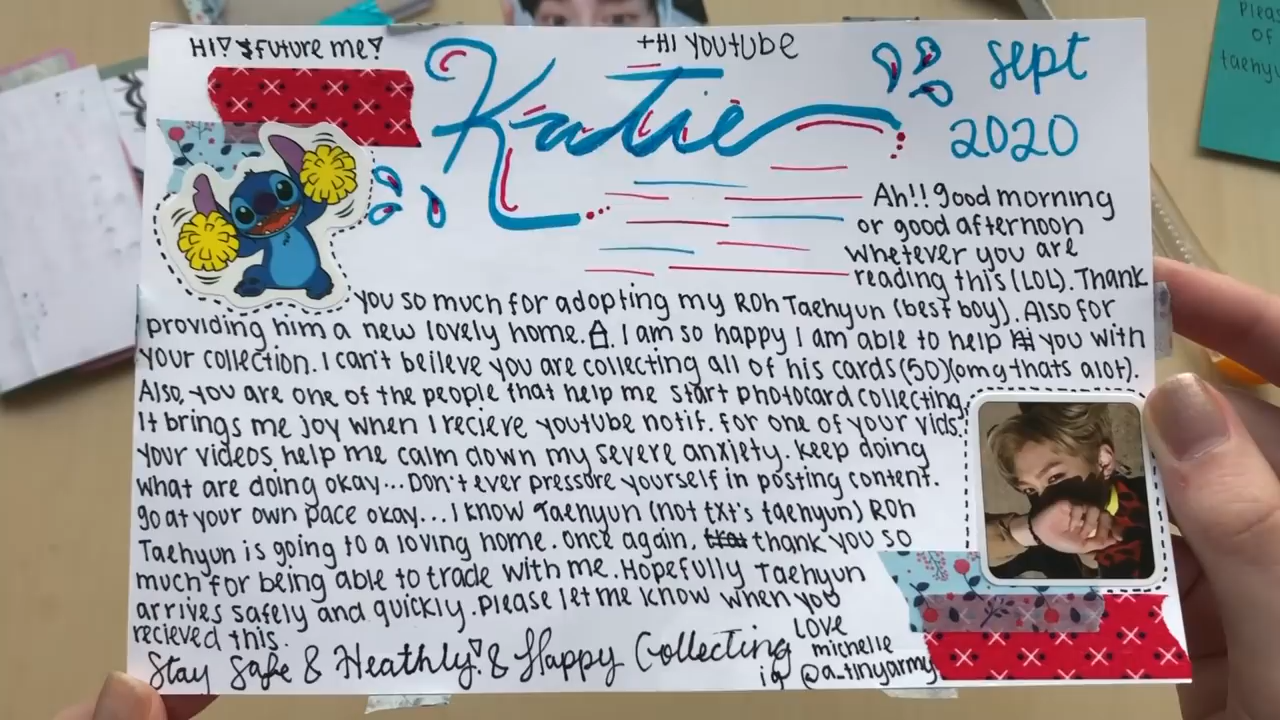 HI♡ future me♡
+HI YouTube
Katie
sept
2020
Ah!! good morning
or good afternoon
whetever you are
reading this (LOL). Thank
you so much for adopting my ROh Taehyun (best boy). Also for
providing him a new lovely home. I am so happy I am able to help you with
your collection. I can't beileve you are collecting all of his cards (50)(omg thats alot).
Also, you are one of the people that help me start photocard collecting.
It brings me joy when I recieve youtube notif. for one of your vids.
your videos help me calm down my severe anxiety. keep doing
what are doing okay... Don't ever pressore yourself in posting content.
go at your own pace okay... I know Taehyun (not txt's taehyun) ROh
Taehyun is going to a loving home. Once again, thank you so
much for being able to trade with me. Hopefully Taehyun
arrives safely and quickly. Please let me know when you
recieved this.
Stay Safe & Heathly♡ & Happy Collecting
LOVE
michelle
ig @a_tinyarmy
Pleas
of
taehyu